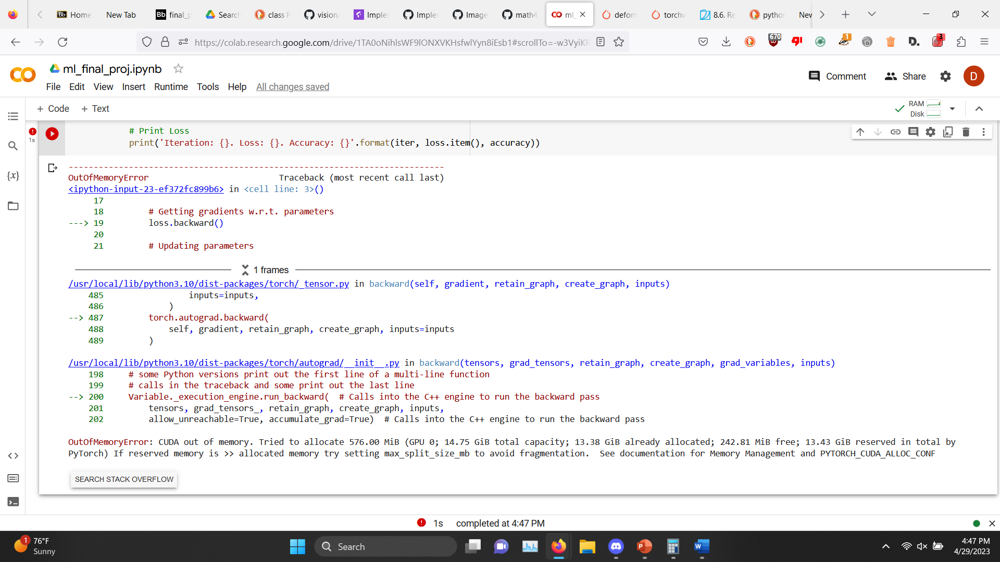 Home
New Tab
final_p
Search
class R
vision/
Implem
Implem
Image
math4
ml_
deform
torchv
8.6. Re
python
New
https://colab.research.google.com/drive/1TA0oNihlsWF9lONXVKHsfwlYyn8iEsb1#scrollTo=-w3VyiKR
670
1
3
ml_final_proj.ipynb
Comment
Share
D
File Edit View Insert Runtime Tools Help All changes saved
+ Code + Text
RAM
Disk
1s
# Print Loss
print('Iteration: {}. Loss: {}. Accuracy: {}'.format(iter, loss.item(), accuracy))
---------------------------------------------------------------------------
OutOfMemoryError Traceback (most recent call last)
<ipython-input-23-ef372fc899b6> in <cell line: 3>()
17
18 # Getting gradients w.r.t. parameters
---> 19 loss.backward()
20
21 # Updating parameters
1 frames
/usr/local/lib/python3.10/dist-packages/torch/_tensor.py in backward(self, gradient, retain_graph, create_graph, inputs)
485 inputs=inputs,
486 )
--> 487 torch.autograd.backward(
488 self, gradient, retain_graph, create_graph, inputs=inputs
489 )
/usr/local/lib/python3.10/dist-packages/torch/autograd/__init__.py in backward(tensors, grad_tensors, retain_graph, create_graph, grad_variables, inputs)
198 # some Python versions print out the first line of a multi-line function
199 # calls in the traceback and some print out the last line
--> 200 Variable._execution_engine.run_backward( # Calls into the C++ engine to run the backward pass
201 tensors, grad_tensors_, retain_graph, create_graph, inputs,
202 allow_unreachable=True, accumulate_grad=True) # Calls into the C++ engine to run the backward pass
OutOfMemoryError: CUDA out of memory. Tried to allocate 576.00 MiB (GPU 0; 14.75 GiB total capacity; 13.38 GiB already allocated; 242.81 MiB free; 13.43 GiB reserved in total by
PyTorch) If reserved memory is >> allocated memory try setting max_split_size_mb to avoid fragmentation. See documentation for Memory Management and PYTORCH_CUDA_ALLOC_CONF
SEARCH STACK OVERFLOW
1s completed at 4:47 PM
1
76°F
Sunny
Search
4:47 PM
4/29/2023